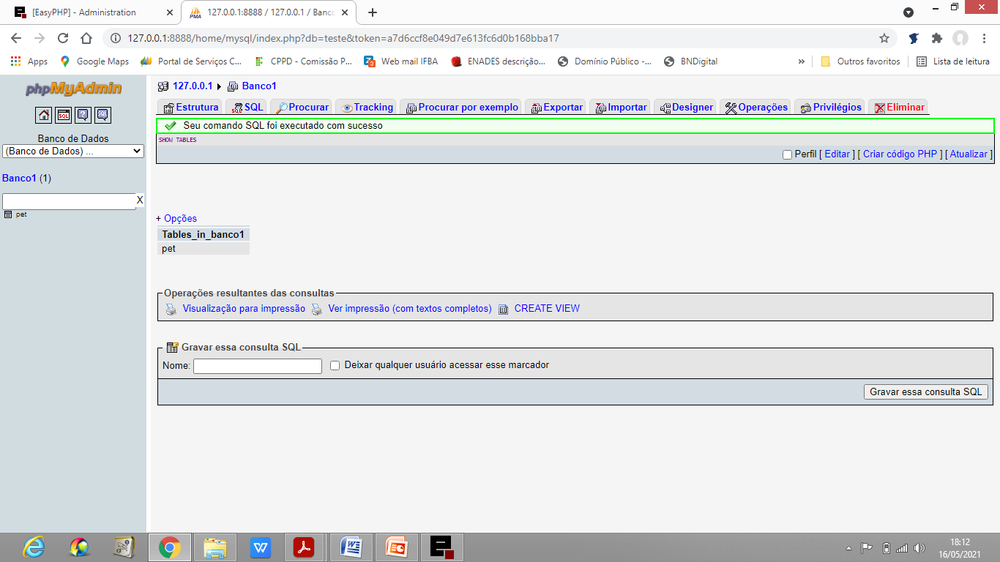 [EasyPHP] - Administration
127.0.0.1:8888 / 127.0.0.1 / Banco
127.0.0.1:8888/home/mysql/index.php?db=teste&token=a7d6ccf8e049d7e613fc6d0b168bba17
Apps Google Maps Portal de Serviços C... CPPD - Comissão P... Web mail IFBA ENADES descrição... Domínio Público -... BNDigital » Outros favoritos Lista de leitura
phpMyAdmin
SQL
Banco de Dados
(Banco de Dados) ...
Banco1 (1)
X
pet
127.0.0.1 Banco1
Estrutura SQL Procurar Tracking Procurar por exemplo Exportar Importar Designer Operações Privilégios Eliminar
Seu comando SQL foi executado com sucesso
SHOW TABLES
Perfil [ Editar ] [ Criar código PHP ] [ Atualizar ]
+ Opções
Tables_in_banco1
pet
Operações resultantes das consultas
Visualização para impressão Ver impressão (com textos completos) CREATE VIEW
Gravar essa consulta SQL
Nome: Deixar qualquer usuário acessar esse marcador
Gravar essa consulta SQL
18:12
16/05/2021